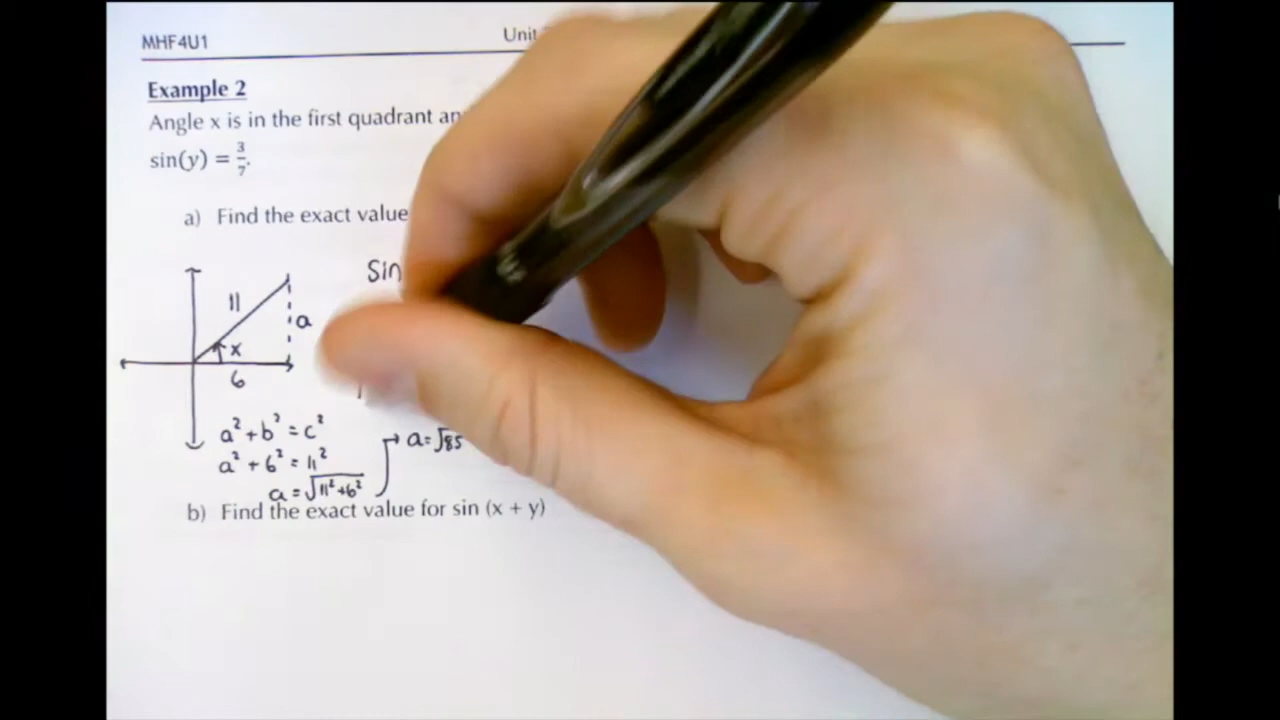 MHF4U1 Unit
Example 2
Angle x is in the first quadrant
sin(y) = 3/7.
a) Find the exact value
Sin
11
a
x
6
a² + b² = c²
a² + 6² = 11²
a = √11² + 6²
a = √85
b) Find the exact value for sin (x + y)